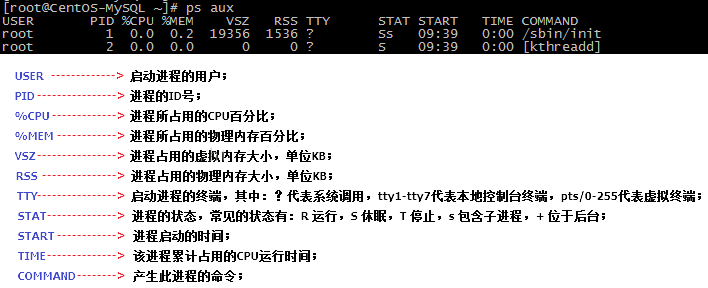 [root@CentOS-MySQL ~]# ps aux
USER PID %CPU %MEM VSZ RSS TTY STAT START TIME COMMAND
root 1 0.0 0.2 19356 1536 ? Ss 09:39 0:00 /sbin/init
root 2 0.0 0.0 0 0 ? S 09:39 0:00 [kthreadd]
USER -------------> 启动进程的用户；
PID---------------> 进程的ID号；
%CPU-------------> 进程所占用的CPU百分比；
%MEM ------------> 进程所占用的物理内存百分比；
VSZ---------------> 进程占用的虚拟内存大小，单位KB；
RSS --------------> 进程占用的物理内存大小，单位KB；
TTY---------------> 启动进程的终端，其中：？代表系统调用，tty1-tty7代表本地控制台终端，pts/0-255代表虚拟终端；
STAT -------------> 进程的状态，常见的状态有：R 运行，S 休眠，T 停止，s 包含子进程，+ 位于后台；
START------------> 进程启动的时间；
TIME -------------> 该进程累计占用的CPU运行时间；
COMMAND-------> 产生此进程的命令；